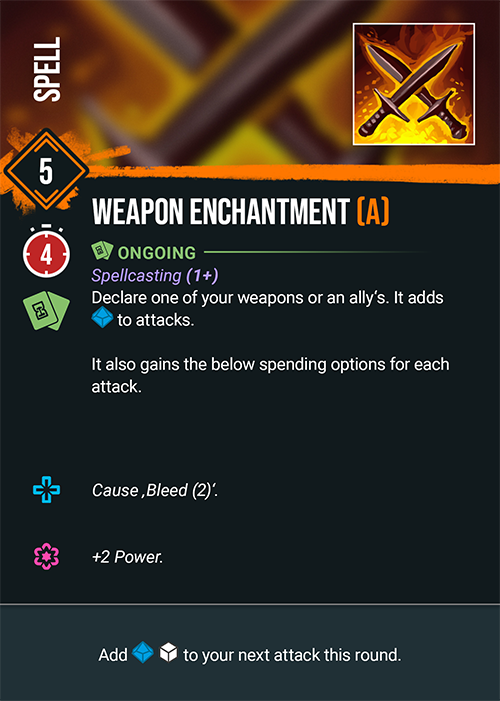 SPELL
5
WEAPON ENCHANTMENT (A)
4
ONGOING
Spellcasting (1+)
Declare one of your weapons or an ally's. It adds
to attacks.
It also gains the below spending options for each
attack.
Cause ‚Bleed (2)‘.
+2 Power.
Add to your next attack this round.